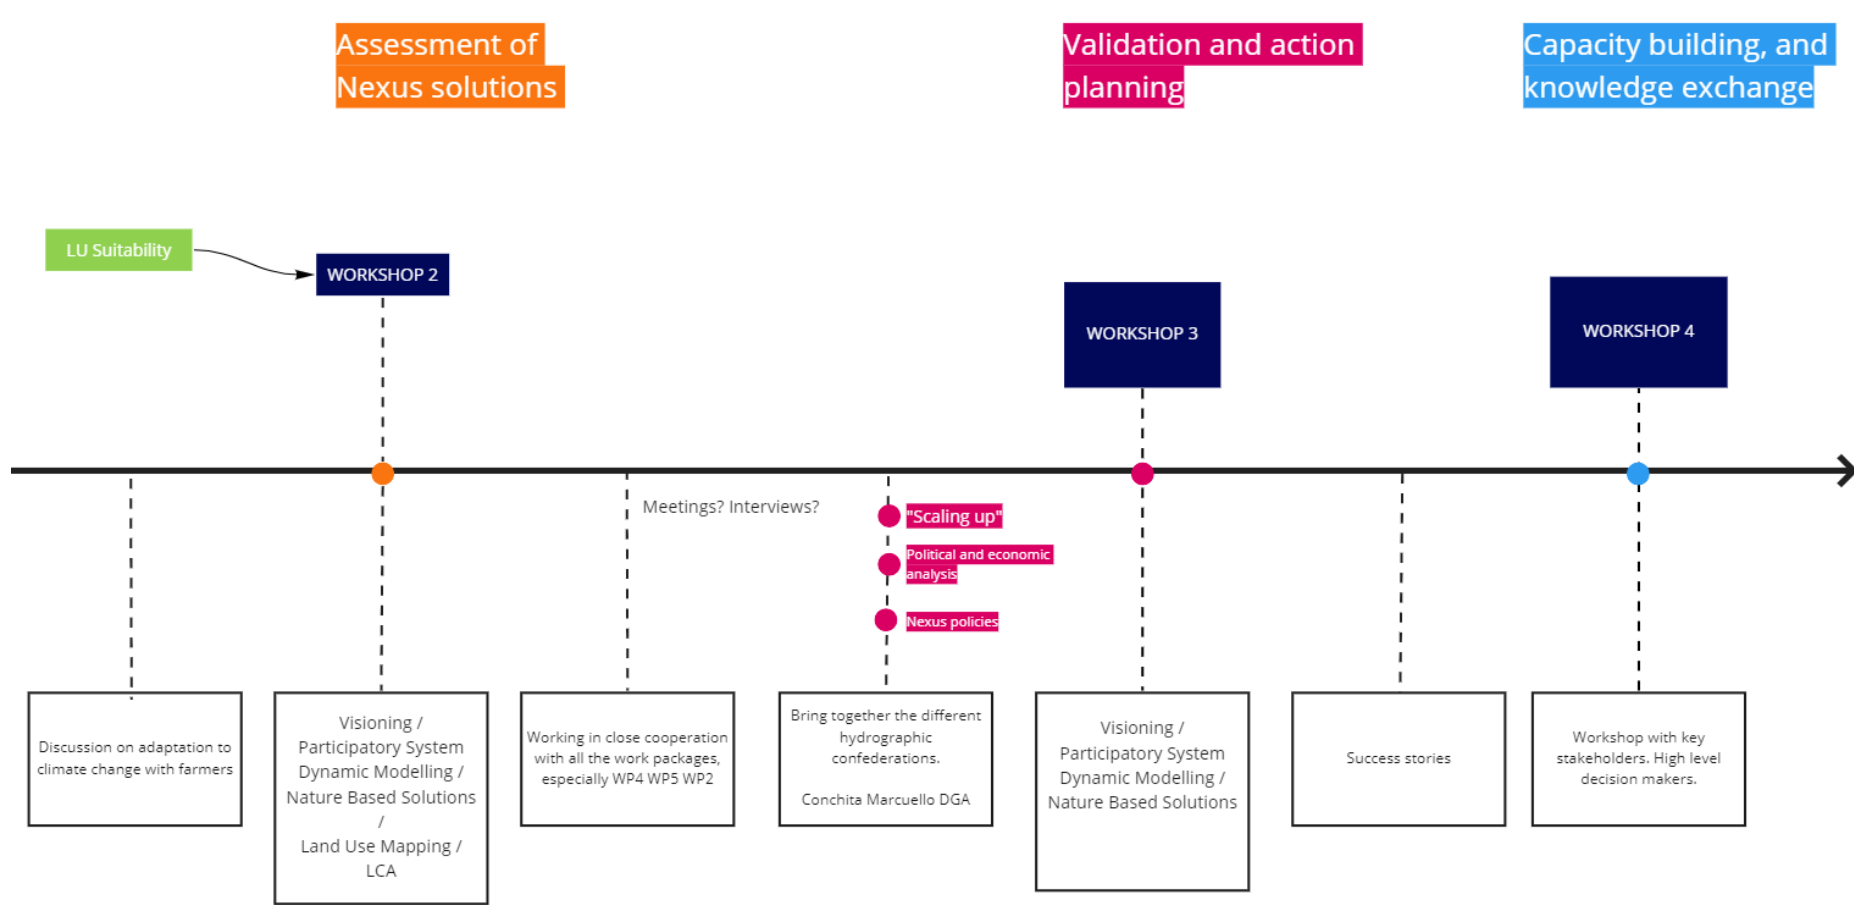 Assessment of
Nexus solutions
Validation and action
planning
Capacity building, and
knowledge exchange
LU Suitability
WORKSHOP 2
WORKSHOP 3
WORKSHOP 4
Meetings? Interviews?
"Scaling up"
Political and economic
analysis
Nexus policies
Discussion on adaptation to
climate change with farmers
Visioning /
Participatory System
Dynamic Modelling /
Nature Based Solutions
/
Land Use Mapping /
LCA
Working in close cooperation
with all the work packages,
especially WP4 WP5 WP2
Bring together the different
hydrographic
confederations.
Conchita Marcuello DGA
Visioning /
Participatory System
Dynamic Modelling /
Nature Based Solutions
Success stories
Workshop with key
stakeholders. High level
decision makers.